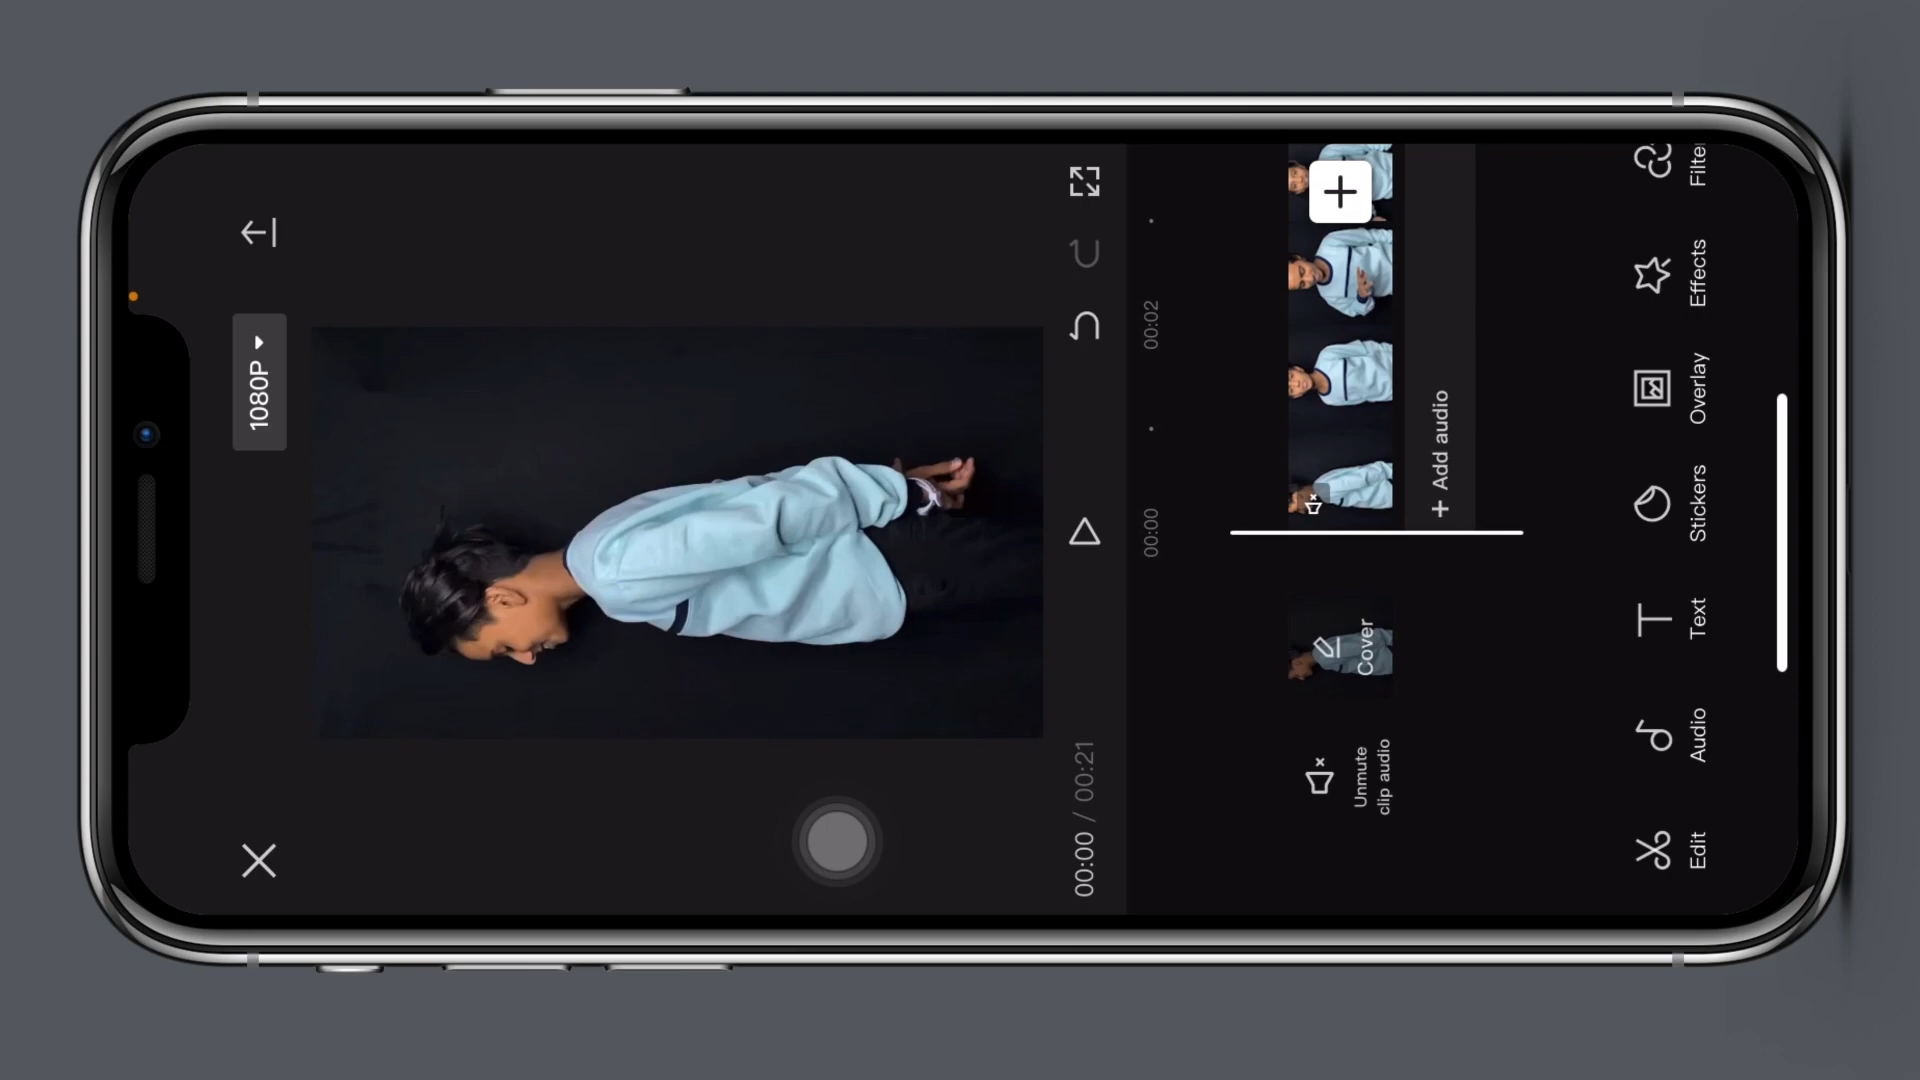 1080P
00:00 / 00:21
00:00
00:02
Unmute
clip audio
Cover
+ Add audio
Edit
Audio
Text
Stickers
Overlay
Effects